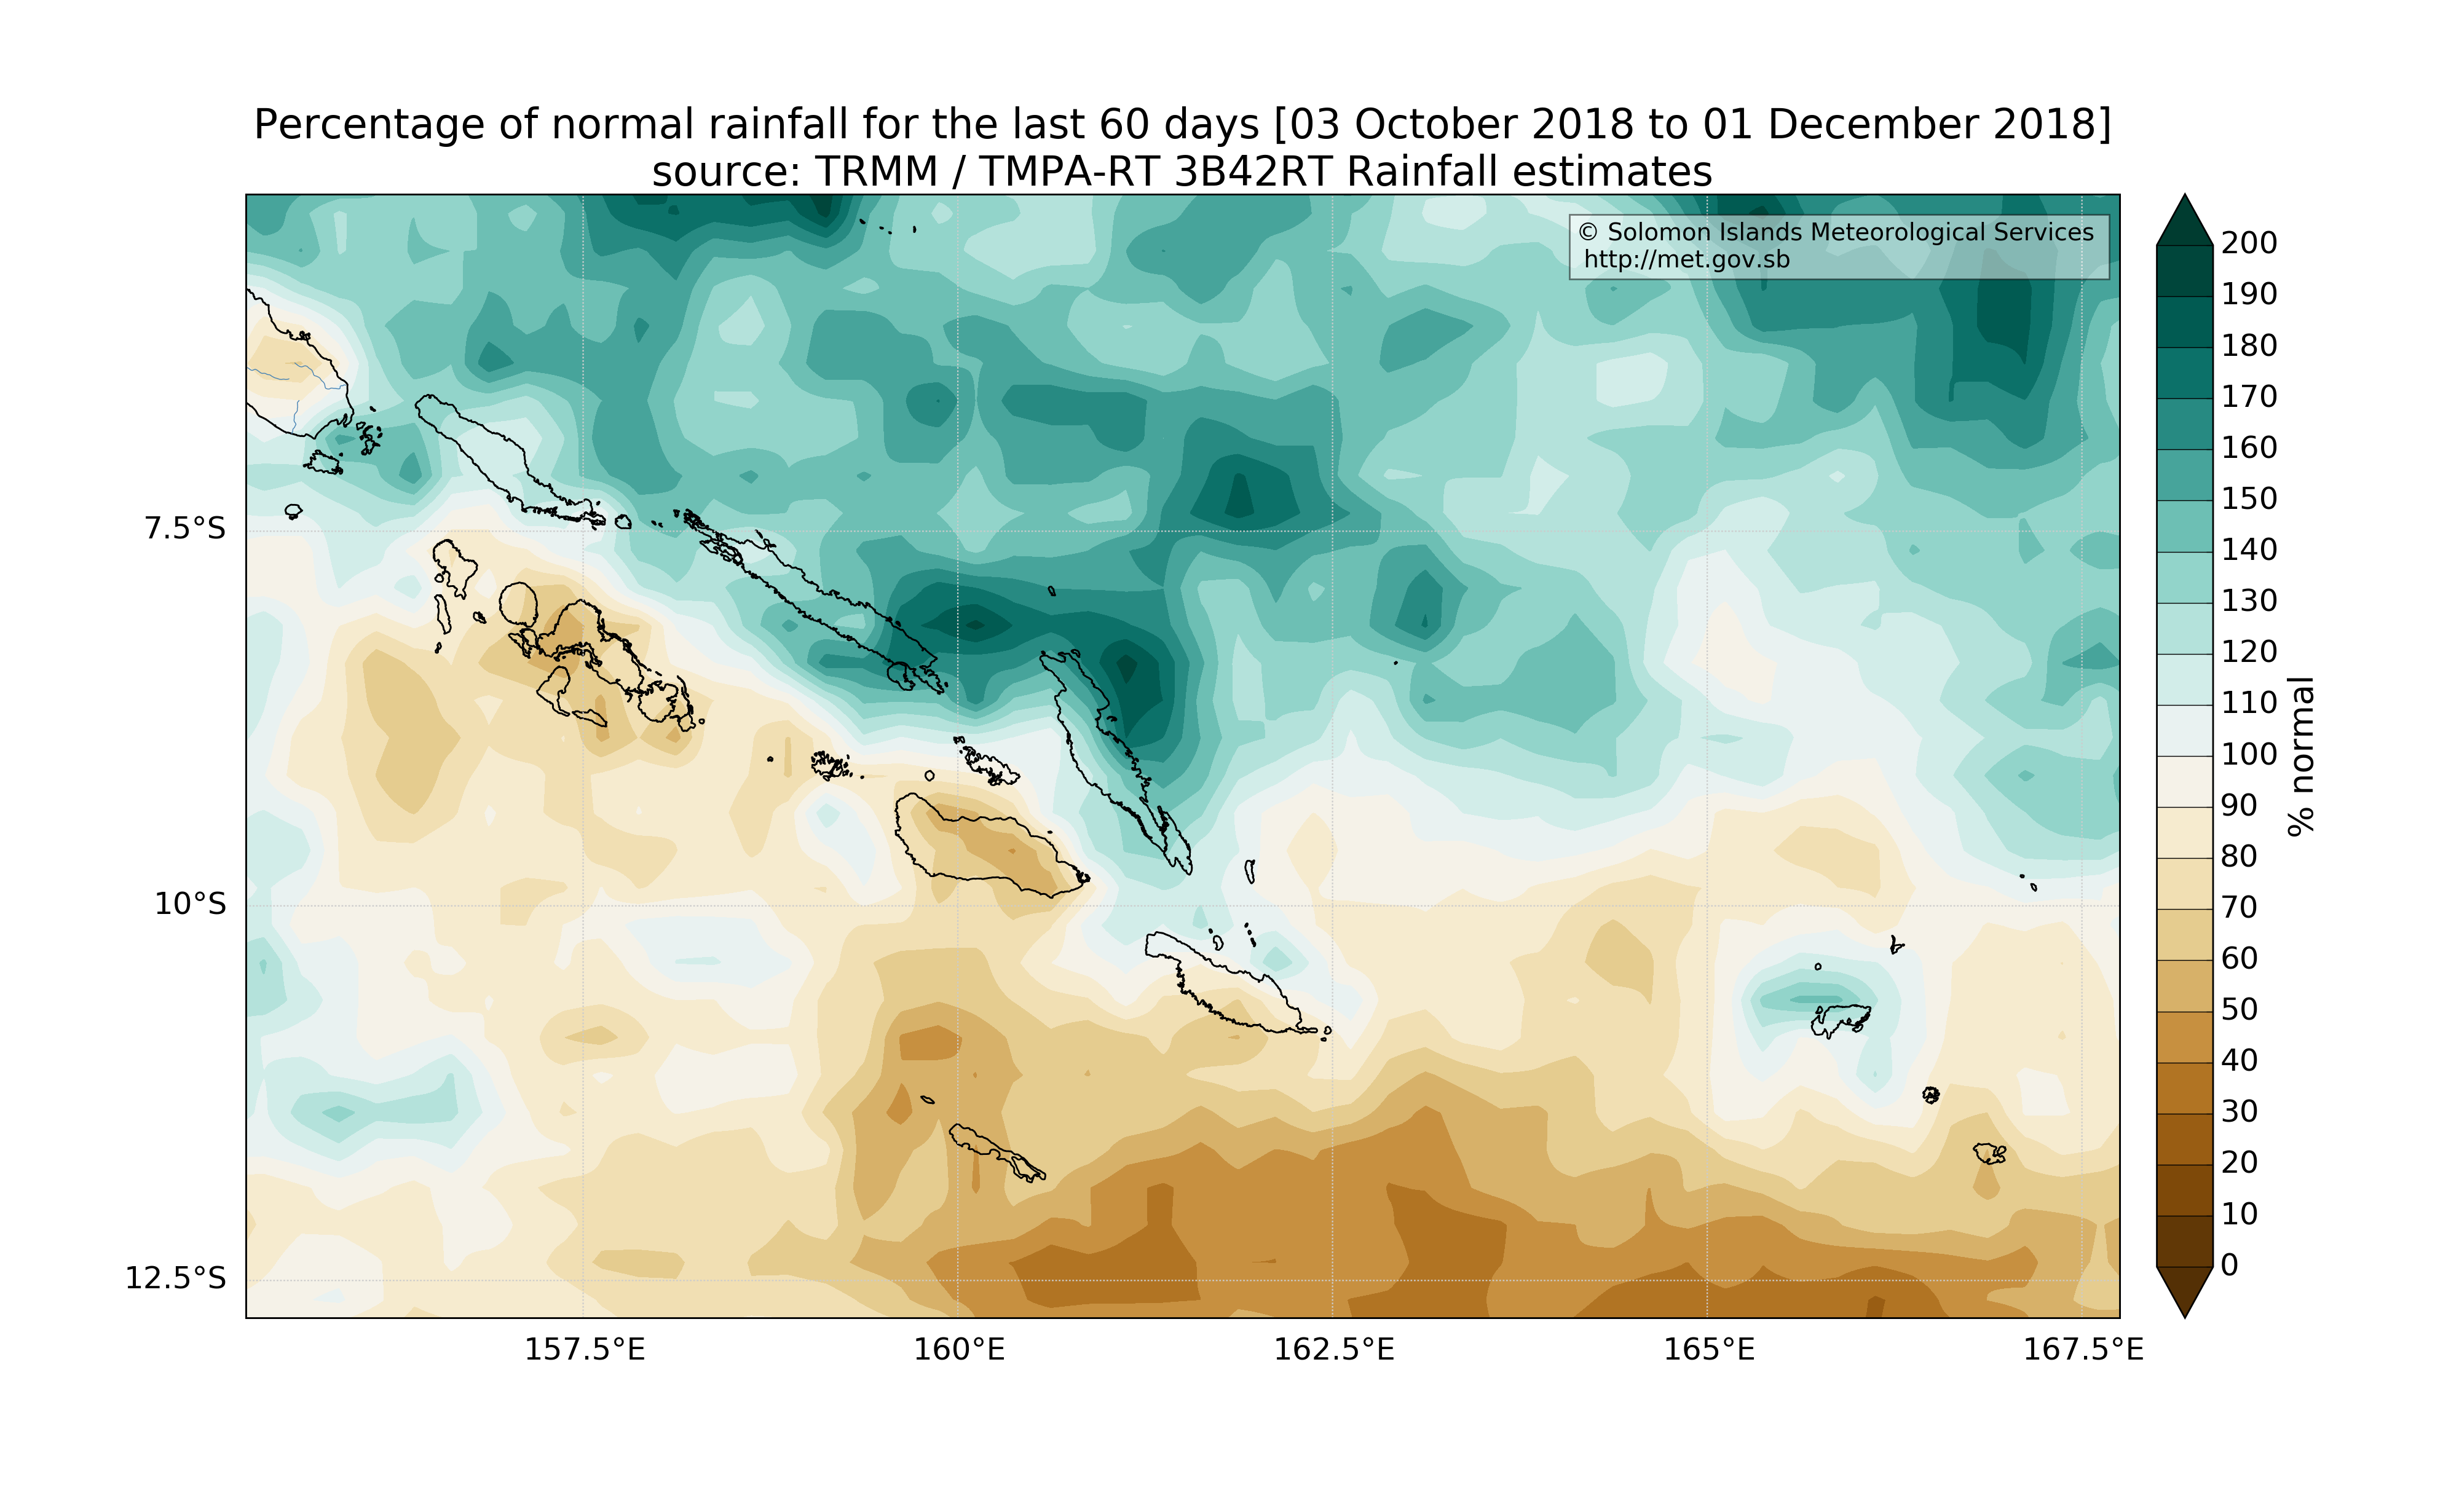 Percentage of normal rainfall for the last 60 days [03 October 2018 to 01 December 2018]
source: TRMM / TMPA-RT 3B42RT Rainfall estimates
© Solomon Islands Meteorological Services
http://met.gov.sb
7.5°S
10°S
12.5°S
157.5°E
160°E
162.5°E
165°E
167.5°E
200
190
180
170
160
150
140
130
120
110
100
90
80
70
60
50
40
30
20
10
0
% normal